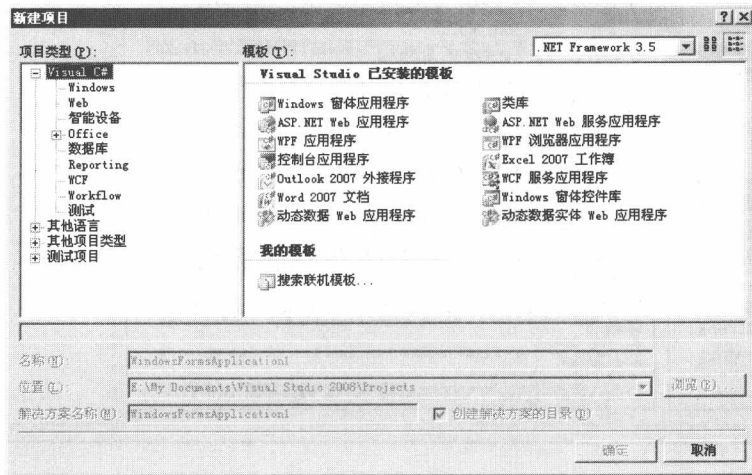 新建项目
项目类型(P):
模板(T):
.NET Framework 3.5
Visual C#
Windows
Web
智能设备
Office
数据库
Reporting
WCF
Workflow
测试
其他语言
其他项目类型
测试项目
Visual Studio 已安装的模板
Windows 窗体应用程序
类库
ASP.NET Web 应用程序
ASP.NET Web 服务应用程序
WPF 应用程序
WPF 浏览器应用程序
控制台应用程序
Excel 2007 工作簿
Outlook 2007 外接程序
WCF 服务应用程序
Word 2007 文档
Windows 窗体控件库
动态数据 Web 应用程序
动态数据实体 Web 应用程序
我的模板
搜索联机模板...
名称(N):
WindowsFormsApplication1
位置(L):
E:\My Documents\Visual Studio 2008\Projects
浏览(B)...
解决方案名称(M):
WindowsFormsApplication1
创建解决方案的目录(D)
确定
取消